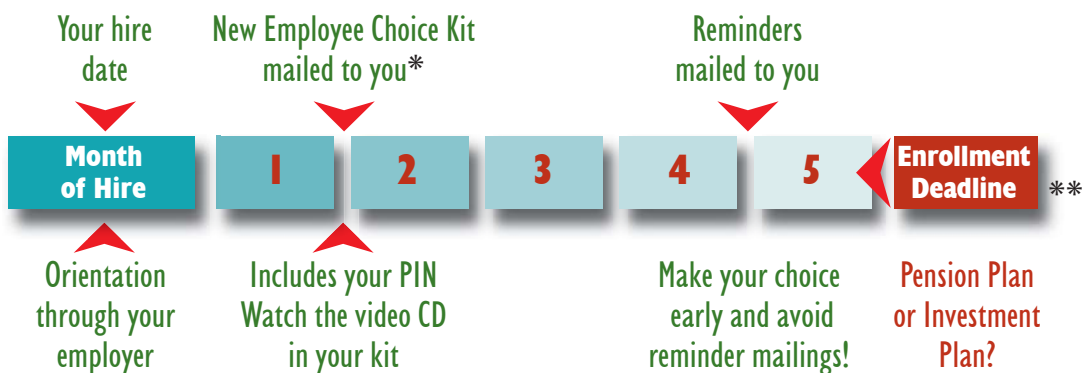 Your hire
date
New Employee Choice Kit
mailed to you*
Reminders
mailed to you
Month
of Hire
1
2
3
4
5
Enrollment
Deadline
**
Orientation
through your
employer
Includes your PIN
Watch the video CD
in your kit
Make your choice
early and avoid
reminder mailings!
Pension Plan
or Investment
Plan?